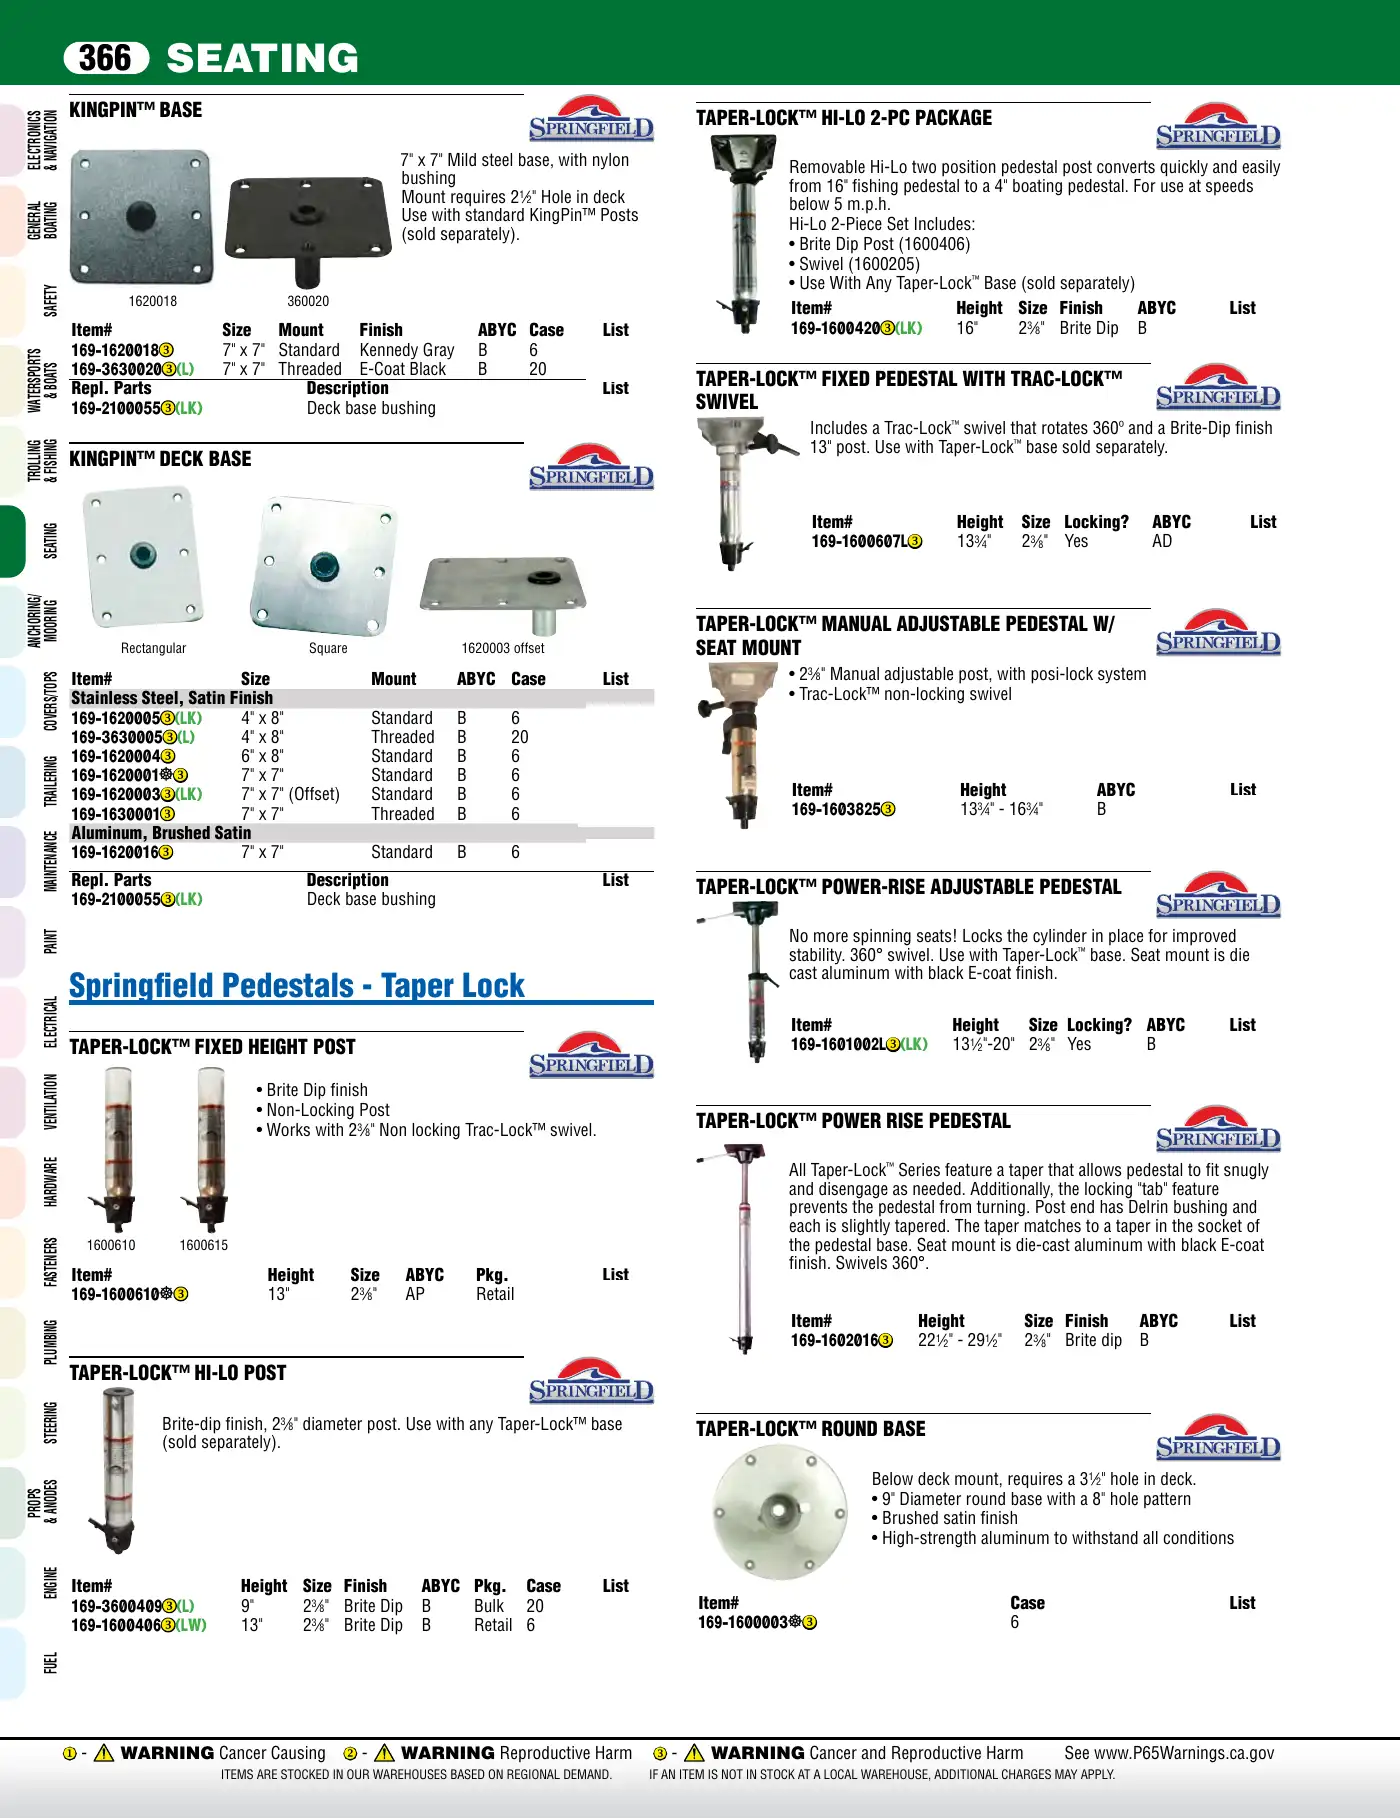 366 SEATING
ELECTRONICS
& NAVIGATION
GENERAL
BOATING
SAFETY
WATERSPORTS
& BOATS
TROLLING
& FISHING
SEATING
ANCHORING/
MOORING
COVERS/TOPS
TRAILERING
MAINTENANCE
PAINT
ELECTRICAL
VENTILATION
HARDWARE
FASTENERS
PLUMBING
STEERING
PROPS
& ANODES
ENGINE
FUEL
KINGPIN™ BASE
SPRINGFIELD
7" x 7" Mild steel base, with nylon
bushing
Mount requires 2½" Hole in deck
Use with standard KingPin™ Posts
(sold separately).
1620018 360020
Item# Size Mount Finish ABYC Case List
169-1620018③ 7" x 7" Standard Kennedy Gray B 6
169-3630020③(L) 7" x 7" Threaded E-Coat Black B 20
Repl. Parts Description List
169-2100055③(LK) Deck base bushing
KINGPIN™ DECK BASE
SPRINGFIELD
Rectangular Square 1620003 offset
Item# Size Mount ABYC Case List
Stainless Steel, Satin Finish
169-1620005③(LK) 4" x 8" Standard B 6
169-3630005③(L) 4" x 8" Threaded B 20
169-1620004③ 6" x 8" Standard B 6
169-1620001☸③ 7" x 7" Standard B 6
169-1620003③(LK) 7" x 7" (Offset) Standard B 6
169-1630001③ 7" x 7" Threaded B 6
Aluminum, Brushed Satin
169-1620016③ 7" x 7" Standard B 6
Repl. Parts Description List
169-2100055③(LK) Deck base bushing
Springfield Pedestals - Taper Lock
TAPER-LOCK™ FIXED HEIGHT POST
SPRINGFIELD
• Brite Dip finish
• Non-Locking Post
• Works with 2⅜" Non locking Trac-Lock™ swivel.
1600610 1600615
Item# Height Size ABYC Pkg. List
169-1600610☸③ 13" 2⅜" AP Retail
TAPER-LOCK™ HI-LO POST
SPRINGFIELD
Brite-dip finish, 2⅜" diameter post. Use with any Taper-Lock™ base
(sold separately).
Item# Height Size Finish ABYC Pkg. Case List
169-3600409③(L) 9" 2⅜" Brite Dip B Bulk 20
169-1600406③(LW) 13" 2⅜" Brite Dip B Retail 6
TAPER-LOCK™ HI-LO 2-PC PACKAGE
SPRINGFIELD
Removable Hi-Lo two position pedestal post converts quickly and easily
from 16" fishing pedestal to a 4" boating pedestal. For use at speeds
below 5 m.p.h.
Hi-Lo 2-Piece Set Includes:
• Brite Dip Post (1600406)
• Swivel (1600205)
• Use With Any Taper-Lock™ Base (sold separately)
Item# Height Size Finish ABYC List
169-1600420③(LK) 16" 2⅜" Brite Dip B
TAPER-LOCK™ FIXED PEDESTAL WITH TRAC-LOCK™
SWIVEL
SPRINGFIELD
Includes a Trac-Lock™ swivel that rotates 360º and a Brite-Dip finish
13" post. Use with Taper-Lock™ base sold separately.
Item# Height Size Locking? ABYC List
169-1600607L③ 13¾" 2⅜" Yes AD
TAPER-LOCK™ MANUAL ADJUSTABLE PEDESTAL W/
SEAT MOUNT
SPRINGFIELD
• 2⅜" Manual adjustable post, with posi-lock system
• Trac-Lock™ non-locking swivel
Item# Height ABYC List
169-1603825③ 13¾" - 16¾" B
TAPER-LOCK™ POWER-RISE ADJUSTABLE PEDESTAL
SPRINGFIELD
No more spinning seats! Locks the cylinder in place for improved
stability. 360° swivel. Use with Taper-Lock™ base. Seat mount is die
cast aluminum with black E-coat finish.
Item# Height Size Locking? ABYC List
169-1601002L③(LK) 13½"-20" 2⅜" Yes B
TAPER-LOCK™ POWER RISE PEDESTAL
SPRINGFIELD
All Taper-Lock™ Series feature a taper that allows pedestal to fit snugly
and disengage as needed. Additionally, the locking "tab" feature
prevents the pedestal from turning. Post end has Delrin bushing and
each is slightly tapered. The taper matches to a taper in the socket of
the pedestal base. Seat mount is die-cast aluminum with black E-coat
finish. Swivels 360°.
Item# Height Size Finish ABYC List
169-1602016③ 22½" - 29½" 2⅜" Brite dip B
TAPER-LOCK™ ROUND BASE
SPRINGFIELD
Below deck mount, requires a 3½" hole in deck.
• 9" Diameter round base with a 8" hole pattern
• Brushed satin finish
• High-strength aluminum to withstand all conditions
Item# Case List
169-1600003☸③ 6
① - ⚠ WARNING Cancer Causing ② - ⚠ WARNING Reproductive Harm ③ - ⚠ WARNING Cancer and Reproductive Harm See www.P65Warnings.ca.gov
ITEMS ARE STOCKED IN OUR WAREHOUSES BASED ON REGIONAL DEMAND. IF AN ITEM IS NOT IN STOCK AT A LOCAL WAREHOUSE, ADDITIONAL CHARGES MAY APPLY.